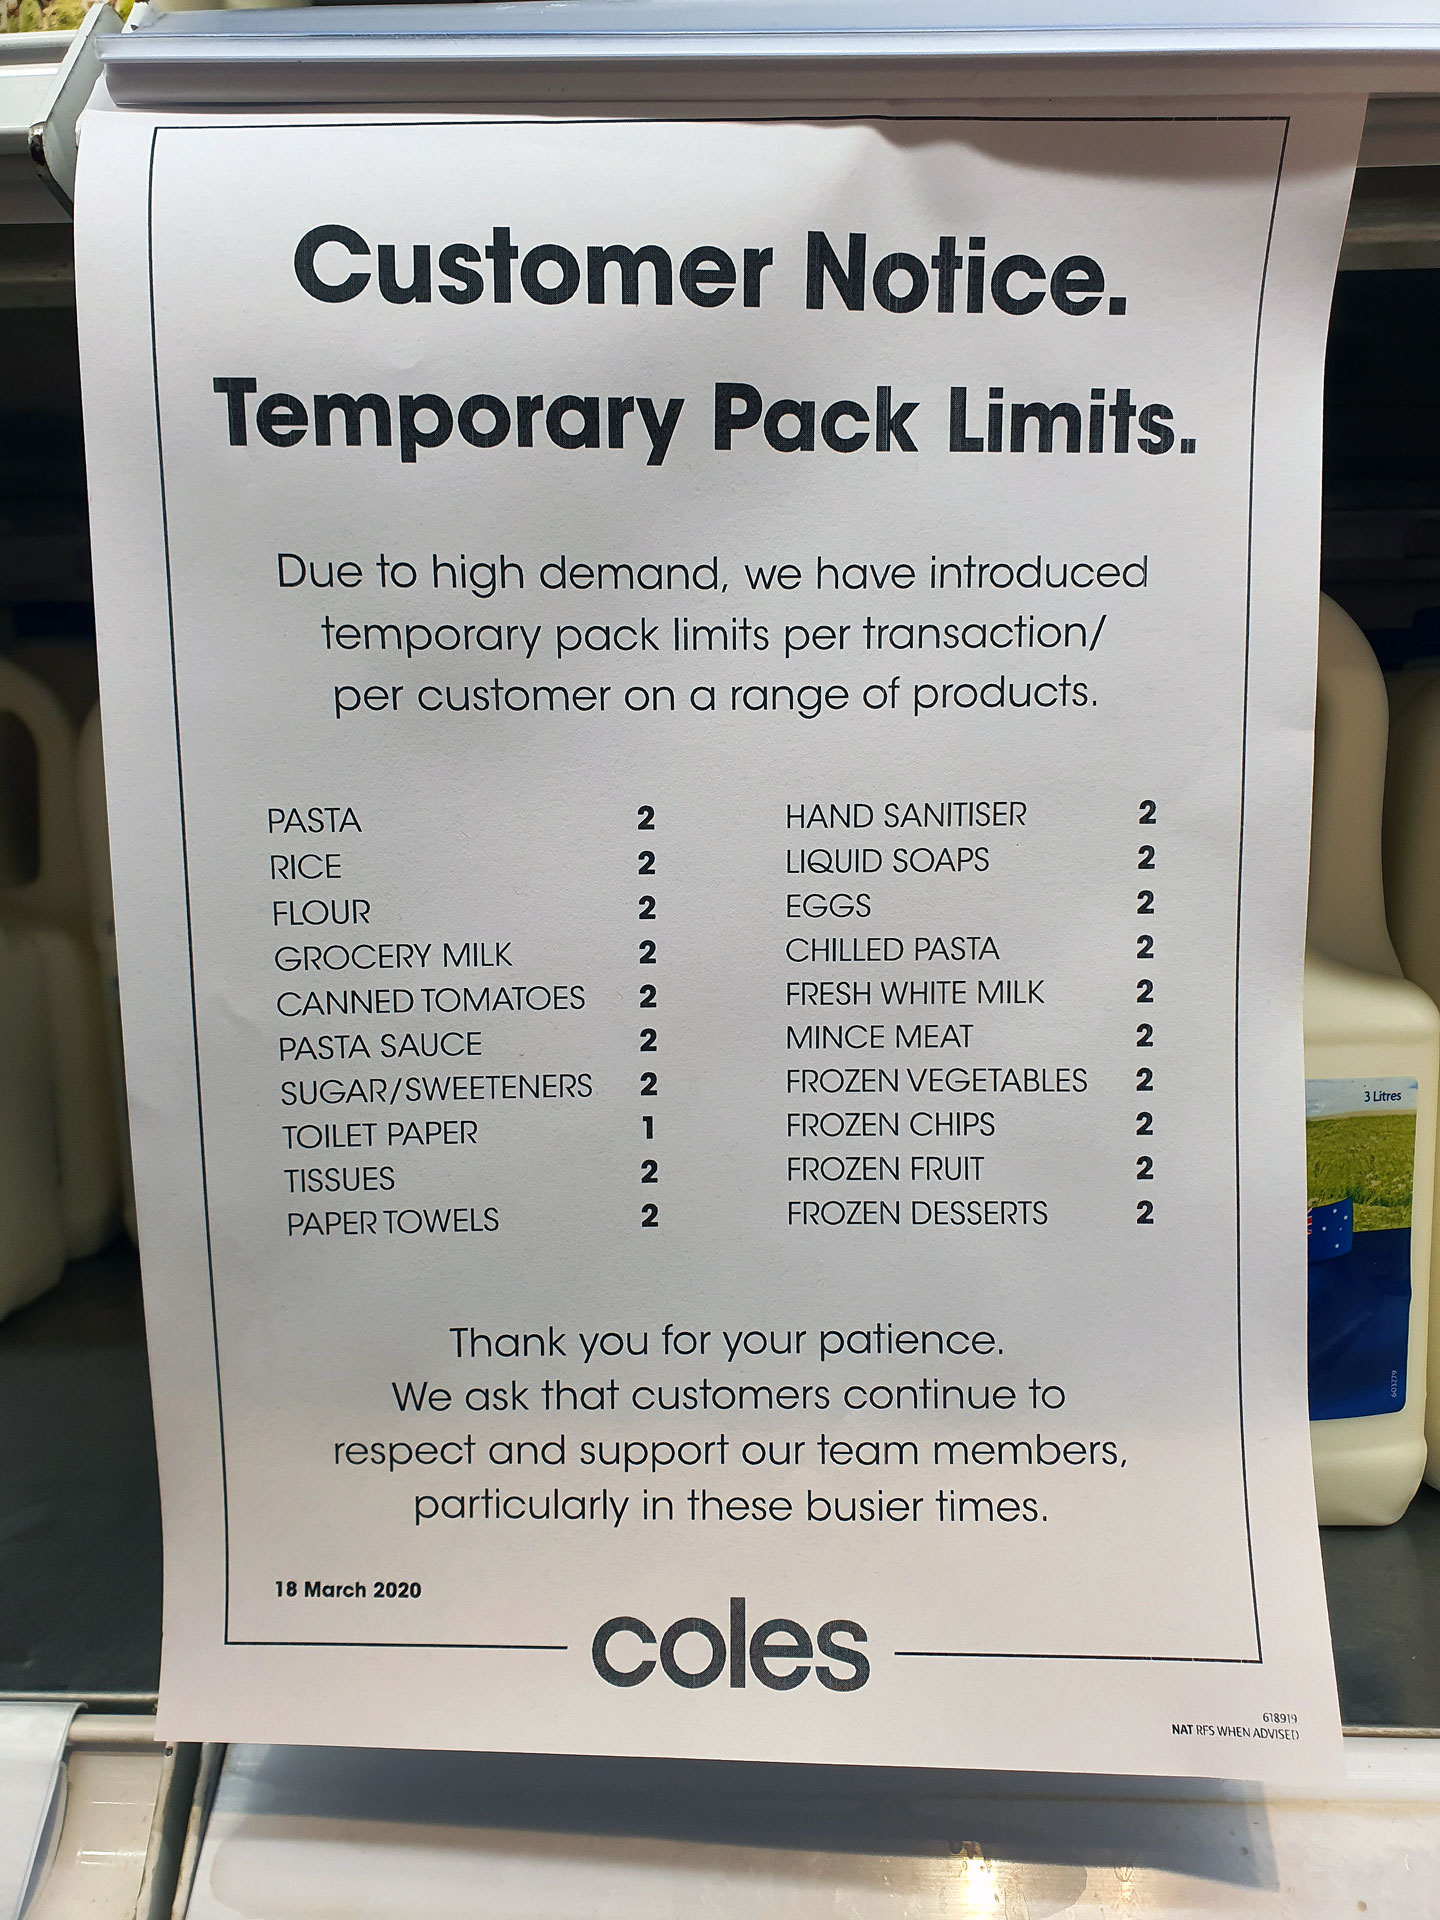 Customer Notice.
Temporary Pack Limits.
Due to high demand, we have introduced
temporary pack limits per transaction/
per customer on a range of products.
PASTA 2
RICE 2
FLOUR 2
GROCERY MILK 2
CANNED TOMATOES 2
PASTA SAUCE 2
SUGAR/SWEETENERS 2
TOILET PAPER 1
TISSUES 2
PAPER TOWELS 2
HAND SANITISER 2
LIQUID SOAPS 2
EGGS 2
CHILLED PASTA 2
FRESH WHITE MILK 2
MINCE MEAT 2
FROZEN VEGETABLES 2
FROZEN CHIPS 2
FROZEN FRUIT 2
FROZEN DESSERTS 2
Thank you for your patience.
We ask that customers continue to
respect and support our team members,
particularly in these busier times.
18 March 2020
coles
618919
NAT RFS WHEN ADVISED
3 Litres
603279